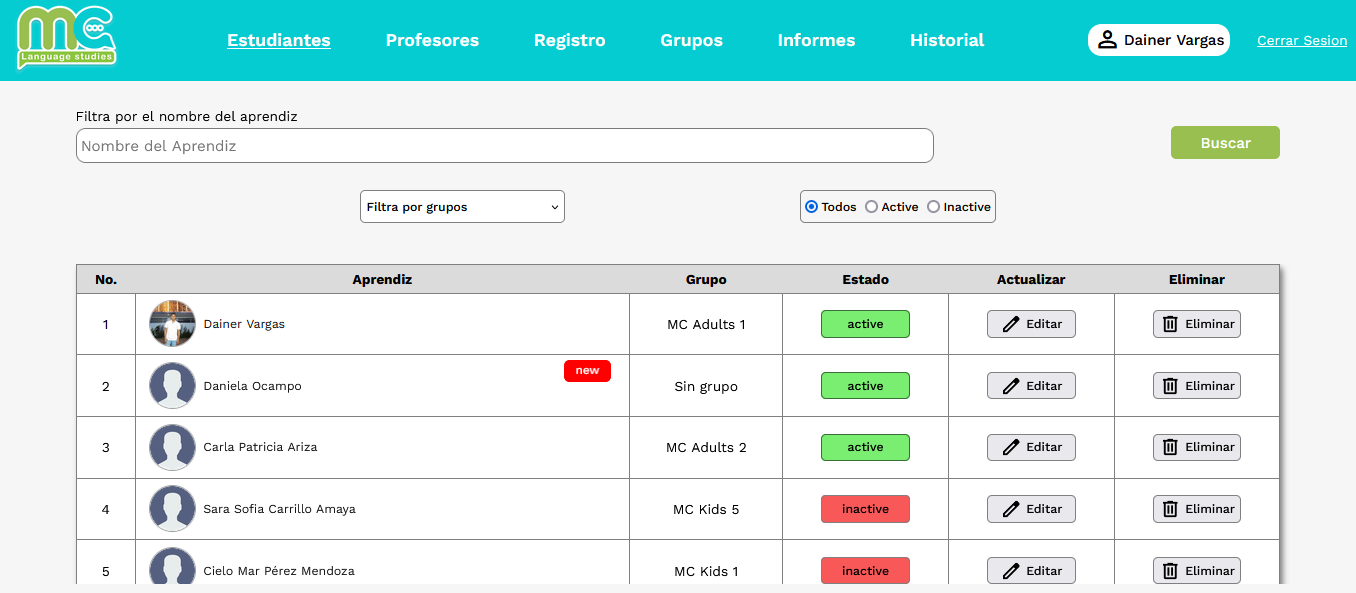 MC
Language studies
Estudiantes Profesores Registro Grupos Informes Historial Dainer Vargas Cerrar Sesion
Filtra por el nombre del aprendiz
Nombre del Aprendiz Buscar
Filtra por grupos Todos Active Inactive
No. Aprendiz Grupo Estado Actualizar Eliminar
1 Dainer Vargas MC Adults 1 active Editar Eliminar
2 Daniela Ocampo new Sin grupo active Editar Eliminar
3 Carla Patricia Ariza MC Adults 2 active Editar Eliminar
4 Sara Sofia Carrillo Amaya MC Kids 5 inactive Editar Eliminar
5 Cielo Mar Pérez Mendoza MC Kids 1 inactive Editar Eliminar